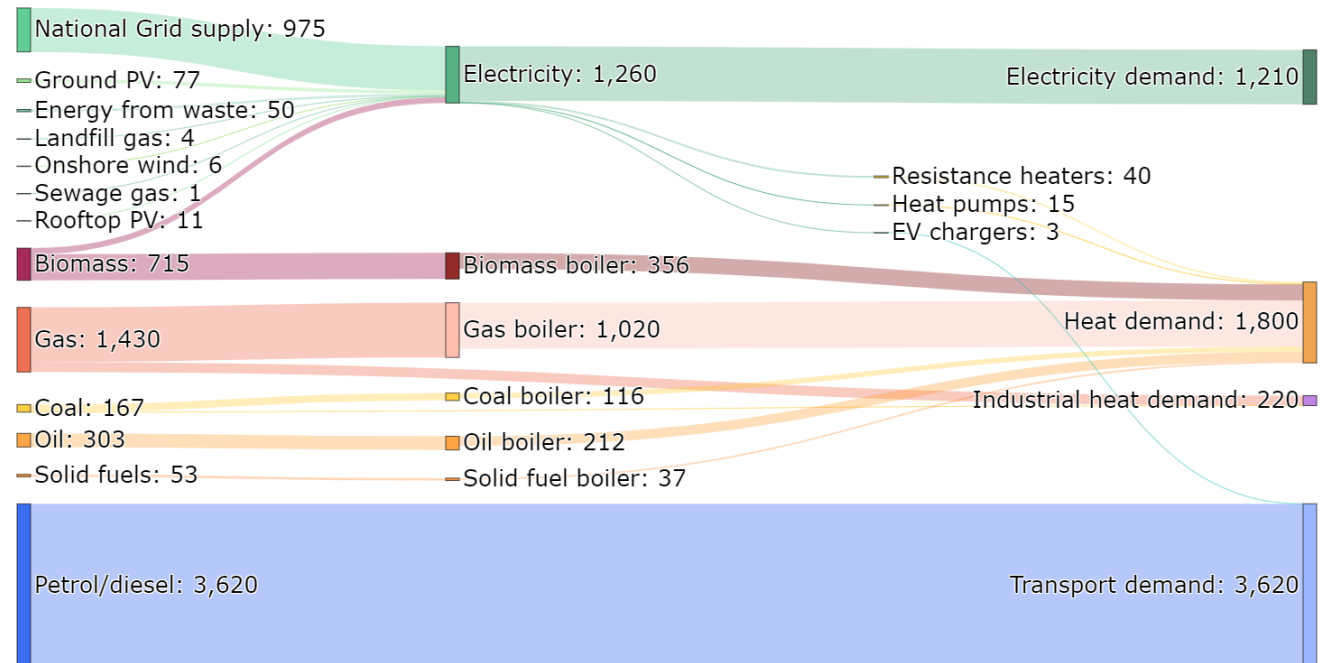 National Grid supply: 975
Ground PV: 77
Energy from waste: 50
Landfill gas: 4
Onshore wind: 6
Sewage gas: 1
Rooftop PV: 11
Biomass: 715
Gas: 1,430
Coal: 167
Oil: 303
Solid fuels: 53
Petrol/diesel: 3,620
Electricity: 1,260
Biomass boiler: 356
Gas boiler: 1,020
Coal boiler: 116
Oil boiler: 212
Solid fuel boiler: 37
Resistance heaters: 40
Heat pumps: 15
EV chargers: 3
Electricity demand: 1,210
Heat demand: 1,800
Industrial heat demand: 220
Transport demand: 3,620